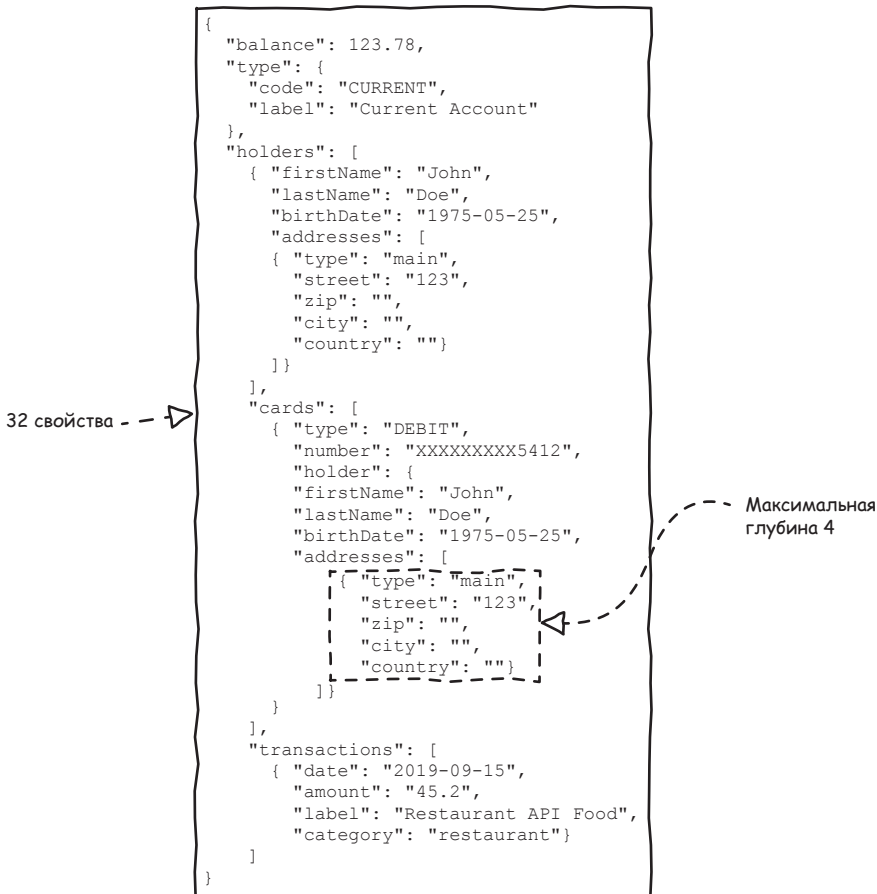 {
  "balance": 123.78,
  "type": {
    "code": "CURRENT",
    "label": "Current Account"
  },
  "holders": [
    { "firstName": "John",
      "lastName": "Doe",
      "birthDate": "1975-05-25",
      "addresses": [
      { "type": "main",
        "street": "123",
        "zip": "",
        "city": "",
        "country": ""}
      ]}
    ],
    "cards": [
      { "type": "DEBIT",
        "number": "XXXXXXXXX5412",
        "holder": {
        "firstName": "John",
        "lastName": "Doe",
        "birthDate": "1975-05-25",
        "addresses": [
            { "type": "main",
              "street": "123",
              "zip": "",
              "city": "",
              "country": ""}
          ]}
      }
    ],
    "transactions": [
      { "date": "2019-09-15",
        "amount": "45.2",
        "label": "Restaurant API Food",
        "category": "restaurant"}
    ]
}
32 свойства
Максимальная
глубина 4